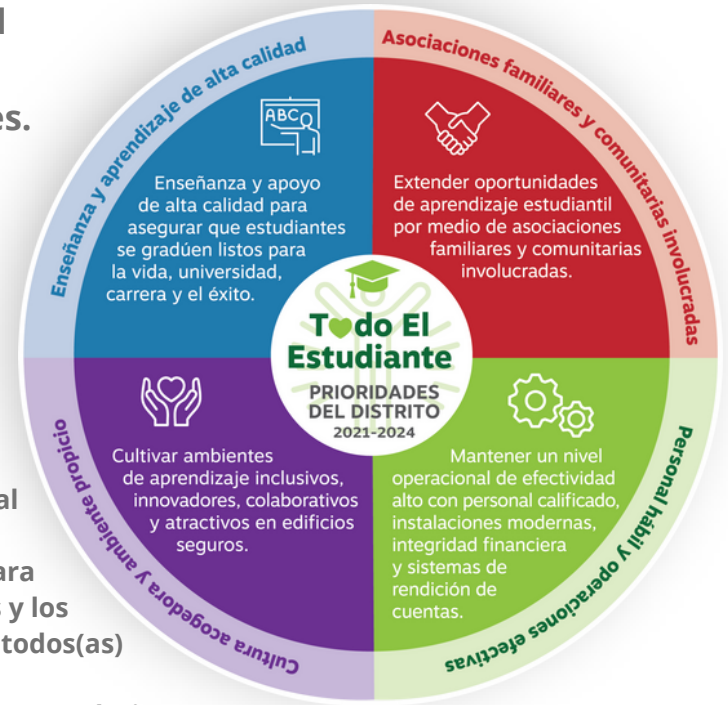 es.
Enseñanza y aprendizaje de alta calidad
ABC
Enseñanza y apoyo
de alta calidad para
asegurar que estudiantes
se gradúen listos para
la vida, universidad,
carrera y el éxito.
Asociaciones familiares y comunitarias involucradas
Extender oportunidades
de aprendizaje estudiantil
por medio de asociaciones
familiares y comunitarias
involucradas.
Todo El
Estudiante
PRIORIDADES
DEL DISTRITO
2021-2024
Cultura acogedora y ambiente propicio
Cultivar ambientes
de aprendizaje inclusivos,
innovadores, colaborativos
y atractivos en edificios
seguros.
Personal hábil y operaciones efectivas
Mantener un nivel
operacional de efectividad
alto con personal calificado,
instalaciones modernas,
integridad financiera
y sistemas de
rendición de
cuentas.
al
ara
s y los
todos(as)